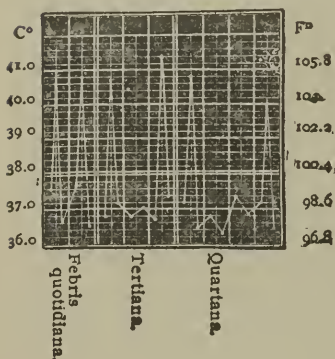 C° F°
41.0 105.8
40.0 104.
39.0 102.2
38.0 100.4
37.0 98.6
36.0 96.8
Febris
quotidiana.
Tertiana.
Quartana.